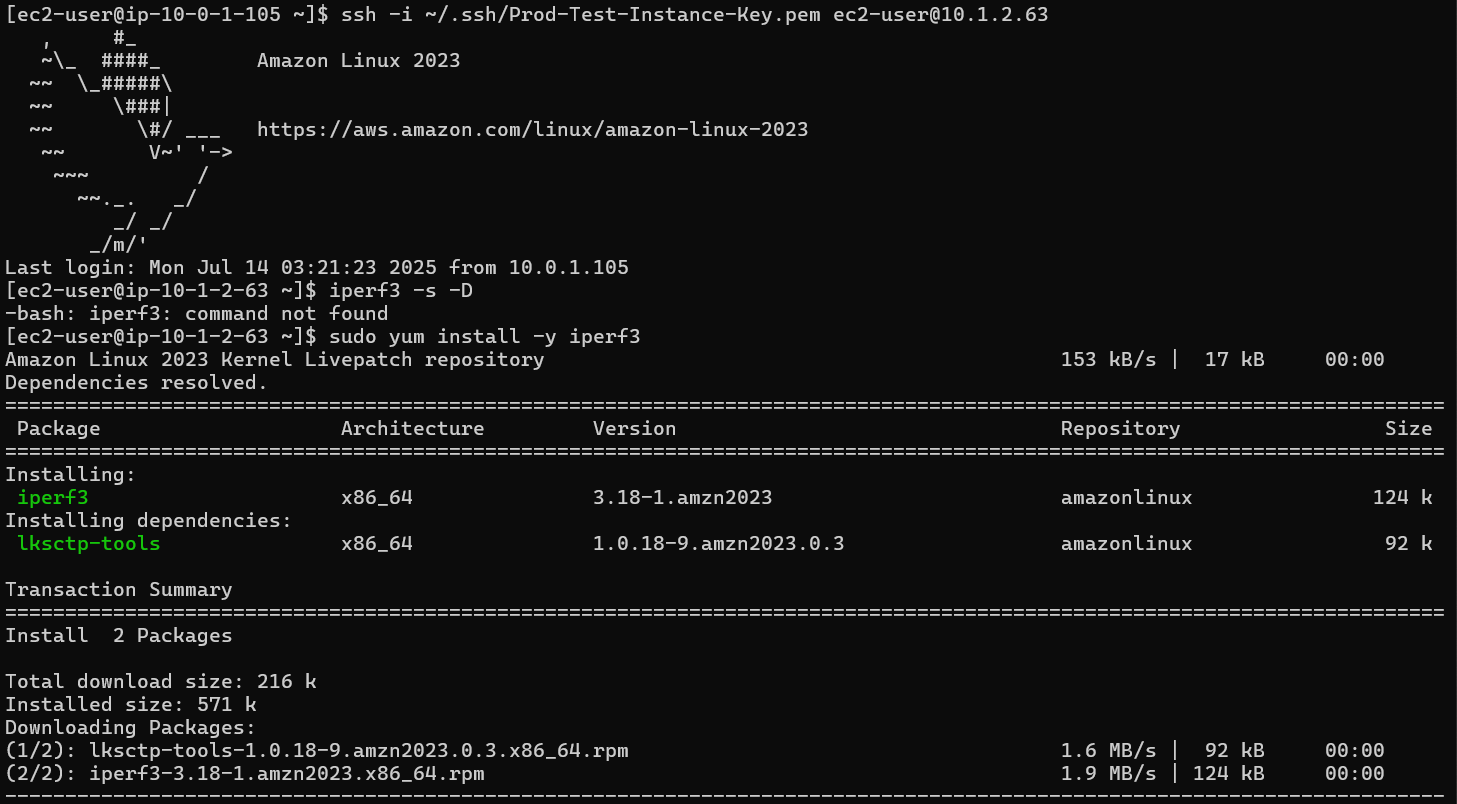 [ec2-user@ip-10-0-1-105 ~]$ ssh -i ~/.ssh/Prod-Test-Instance-Key.pem ec2-user@10.1.2.63
   ,     #_
   ~\_  ####_        Amazon Linux 2023
  ~~  \_#####\
  ~~     \###|
  ~~       \#/ ___   https://aws.amazon.com/linux/amazon-linux-2023
   ~~       V~' '->
    ~~~         /
      ~~._.   _/
         _/ _/
       _/m/'
Last login: Mon Jul 14 03:21:23 2025 from 10.0.1.105
[ec2-user@ip-10-1-2-63 ~]$ iperf3 -s -D
-bash: iperf3: command not found
[ec2-user@ip-10-1-2-63 ~]$ sudo yum install -y iperf3
Amazon Linux 2023 Kernel Livepatch repository 153 kB/s | 17 kB 00:00
Dependencies resolved.
================================================================================
Package Architecture Version Repository Size
================================================================================
Installing:
iperf3 x86_64 3.18-1.amzn2023 amazonlinux 124 k
Installing dependencies:
lksctp-tools x86_64 1.0.18-9.amzn2023.0.3 amazonlinux 92 k
Transaction Summary
================================================================================
Install 2 Packages
Total download size: 216 k
Installed size: 571 k
Downloading Packages:
(1/2): lksctp-tools-1.0.18-9.amzn2023.0.3.x86_64.rpm 1.6 MB/s | 92 kB 00:00
(2/2): iperf3-3.18-1.amzn2023.x86_64.rpm 1.9 MB/s | 124 kB 00:00
--------------------------------------------------------------------------------